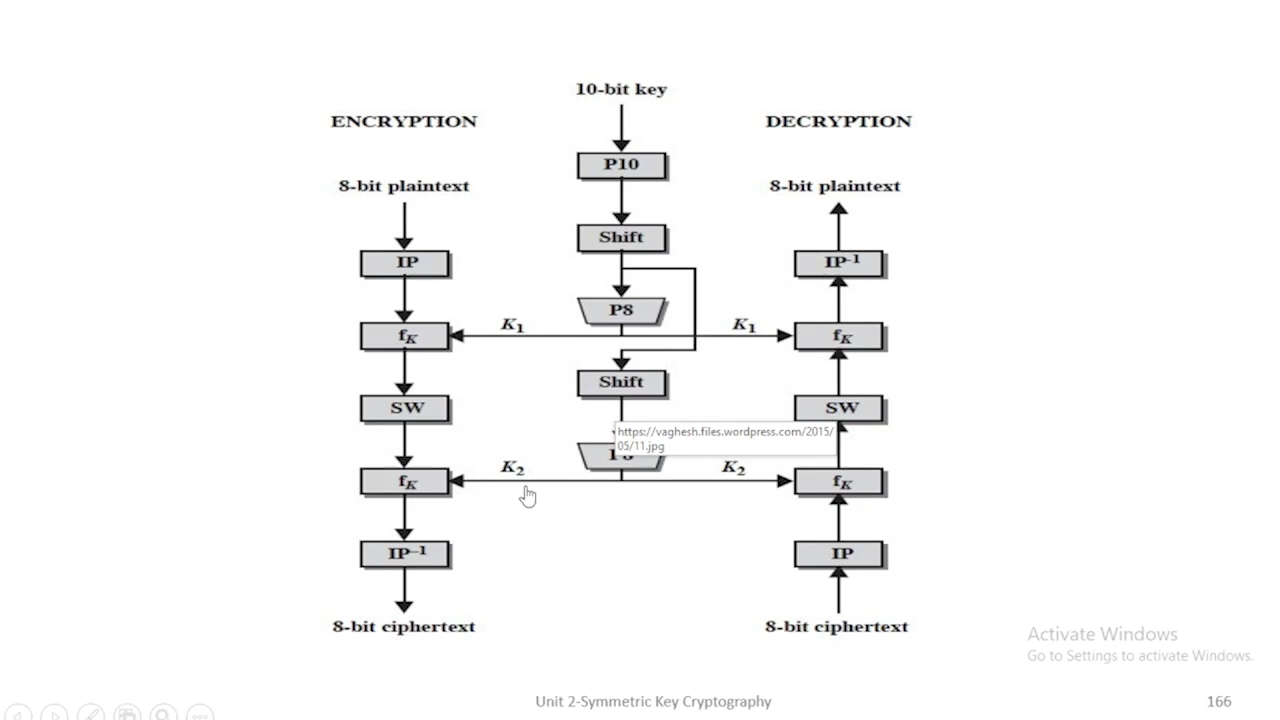 10-bit key
ENCRYPTION
DECRYPTION
P10
8-bit plaintext
8-bit plaintext
Shift
IP
IP-1
P8
K1
K1
fK
fK
Shift
SW
SW
https://vaghesh.files.wordpress.com/2015/
05/11.jpg
K2
K2
fK
fK
IP–1
IP
8-bit ciphertext
8-bit ciphertext
Activate Windows
Go to Settings to activate Windows.
Unit 2-Symmetric Key Cryptography
166